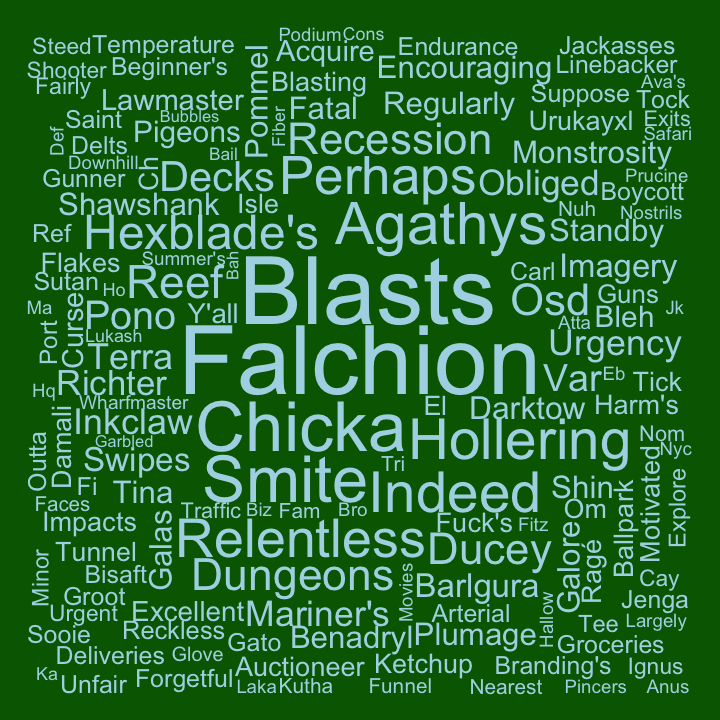 Podium
Cons
Steed
Temperature
Acquire
Endurance
Jackasses
Shooter
Beginner's
Pommel
Encouraging
Linebacker
Fairly
Blasting
Suppose
Ava's
Lawmaster
Fatal
Regularly
Tock
Saint
Bubbles
Fiber
Urukayxl
Exits
Def
Pigeons
Recession
Safari
Delts
Bail
Monstrosity
Downhill
Ch
Decks
Perhaps
Obliged
Prucine
Gunner
Boycott
Shawshank
Isle
Agathys
Nuh
Nostrils
Ref
Hexblade's
Standby
Flakes
Summer's
Bah
Blasts
Carl
Imagery
Sutan
Ho
Reef
Osd
Guns
Ma
Curse
Pono
Y'all
Atta
Bleh
Jk
Port
Lukash
Falchion
Urgency
Terra
Hq
Richter
Var
Eb
Tick
Wharfmaster
Chicka
El
Darktow
Harm's
Inkclaw
Hollering
Nom
Outta
Damali
Garbled
Nyc
Swipes
Tri
Motivated
Fi
Tina
Smite
Indeed
Shin
Explore
Faces
Traffic
Biz
Fam
Bro
Om
Ballpark
Impacts
Galas
Relentless
Fuck's
Fitz
Galore
Tunnel
Ducey
Ragé
Minor
Bisaft
Dungeons
Movies
Barlgura
Cay
Groot
Jenga
Urgent
Excellent
Mariner's
Arterial
Hallow
Tee
Largely
Sooie
Reckless
Gato
Benadryl
Plumage
Groceries
Deliveries
Glove
Auctioneer
Ketchup
Branding's
Ignus
Ka
Unfair
Forgetful
Laka
Kutha
Funnel
Nearest
Pincers
Anus